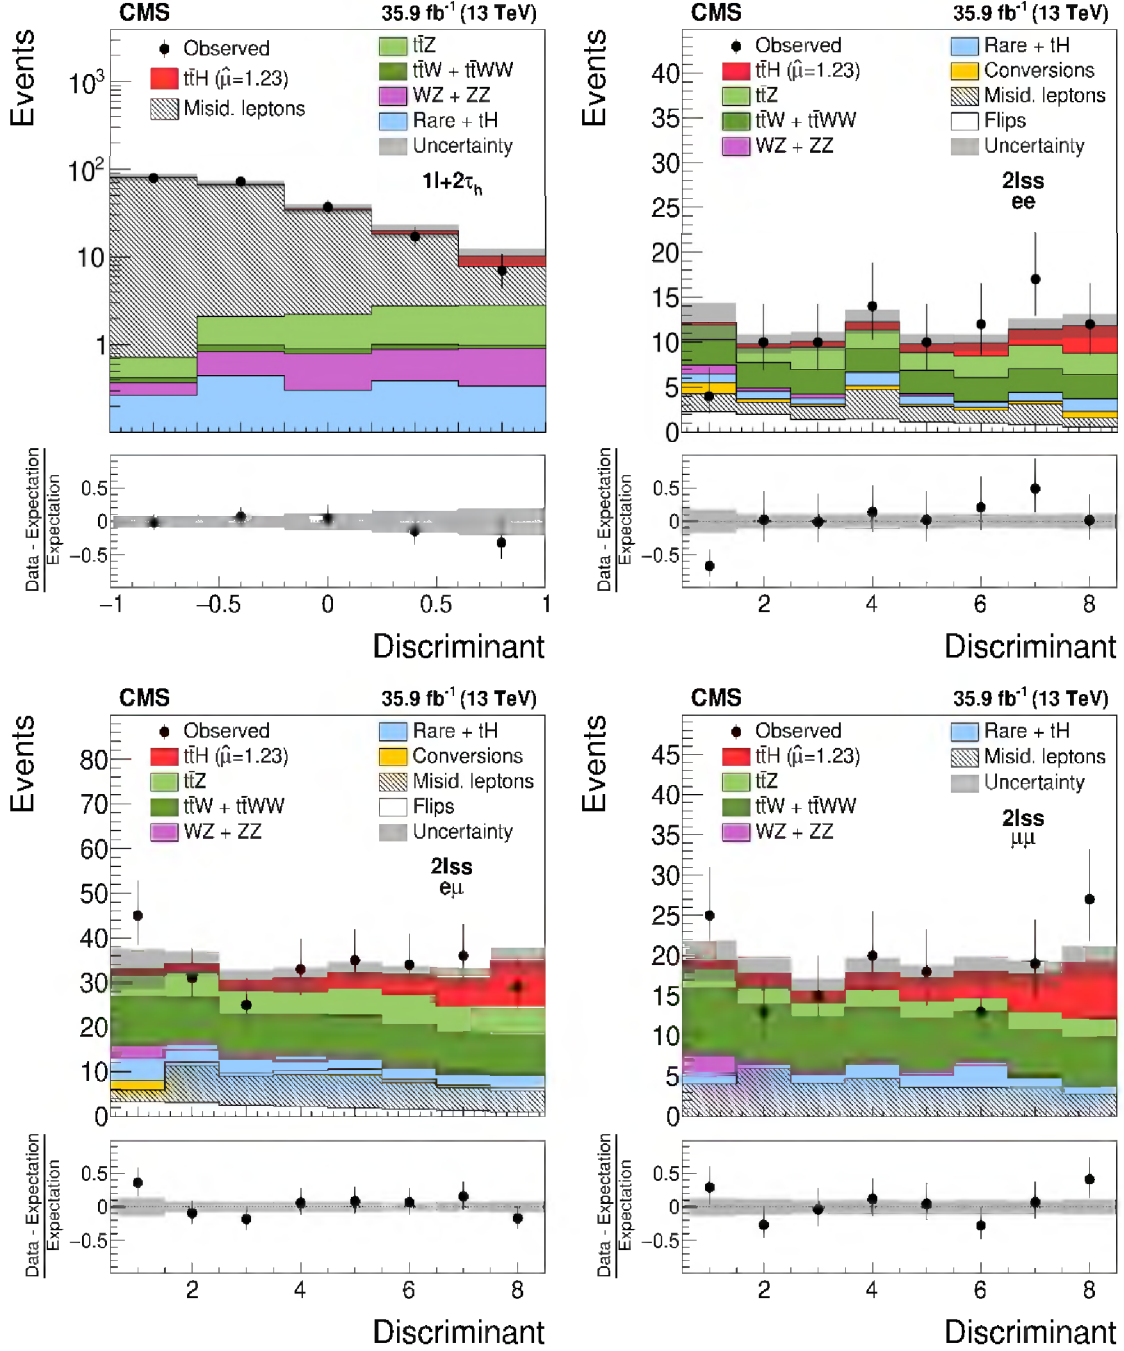 CMS 35.9 fb⁻¹ (13 TeV)
Events
Observed
tt̄H (μ̂=1.23)
Misid. leptons
tt̄Z
tt̄W + tt̄WW
WZ + ZZ
Rare + tH
Uncertainty
1l+2τh
10³
10²
10
1
Data - Expectation
Expectation
0.5
0
−0.5
−1 −0.5 0 0.5 1
Discriminant
CMS 35.9 fb⁻¹ (13 TeV)
Events
Observed
tt̄H (μ̂=1.23)
tt̄Z
tt̄W + tt̄WW
WZ + ZZ
Rare + tH
Conversions
Misid. leptons
Flips
Uncertainty
2lss
ee
40
35
30
25
20
15
10
5
0
Data - Expectation
Expectation
0.5
0
−0.5
2 4 6 8
Discriminant
CMS 35.9 fb⁻¹ (13 TeV)
Events
Observed
tt̄H (μ̂=1.23)
tt̄Z
tt̄W + tt̄WW
WZ + ZZ
Rare + tH
Conversions
Misid. leptons
Flips
Uncertainty
2lss
eμ
80
70
60
50
40
30
20
10
0
Data - Expectation
Expectation
0.5
0
−0.5
2 4 6 8
Discriminant
CMS 35.9 fb⁻¹ (13 TeV)
Events
Observed
tt̄H (μ̂=1.23)
tt̄Z
tt̄W + tt̄WW
WZ + ZZ
Rare + tH
Misid. leptons
Uncertainty
2lss
μμ
45
40
35
30
25
20
15
10
5
0
Data - Expectation
Expectation
0.5
0
−0.5
2 4 6 8
Discriminant